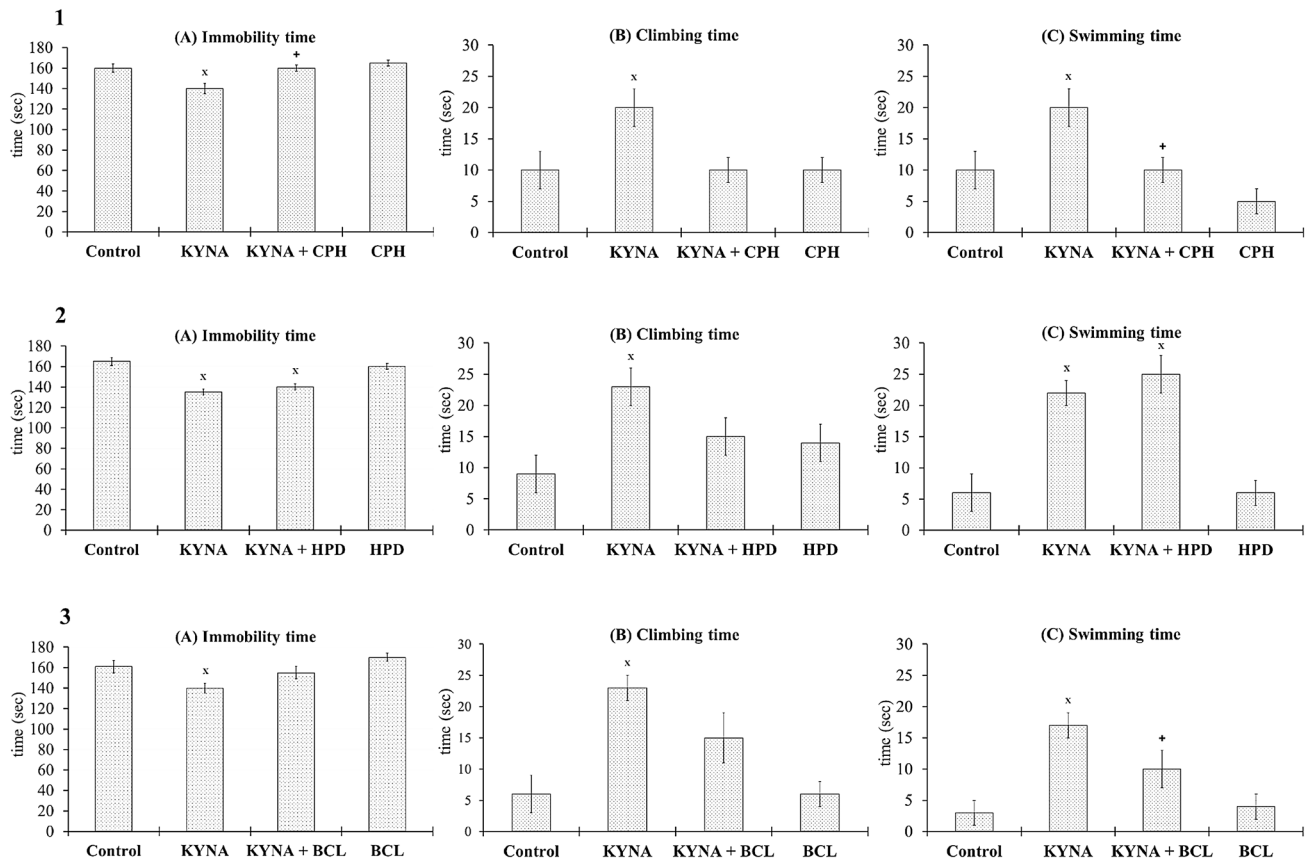 1
(A) Immobility time
time (sec)
180
160
140
120
100
80
60
40
20
0
x
+
Control KYNA KYNA + CPH CPH
(B) Climbing time
time (sec)
30
25
20
15
10
5
0
x
Control KYNA KYNA + CPH CPH
(C) Swimming time
time (sec)
30
25
20
15
10
5
0
x
+
Control KYNA KYNA + CPH CPH
2
(A) Immobility time
time (sec)
180
160
140
120
100
80
60
40
20
0
x
x
Control KYNA KYNA + HPD HPD
(B) Climbing time
time (sec)
30
25
20
15
10
5
0
x
Control KYNA KYNA + HPD HPD
(C) Swimming time
time (sec)
30
25
20
15
10
5
0
x
x
Control KYNA KYNA + HPD HPD
3
(A) Immobility time
time (sec)
180
160
140
120
100
80
60
40
20
0
x
Control KYNA KYNA + BCL BCL
(B) Climbing time
time (sec)
30
25
20
15
10
5
0
x
Control KYNA KYNA + BCL BCL
(C) Swimming time
time (sec)
30
25
20
15
10
5
0
x
+
Control KYNA KYNA + BCL BCL